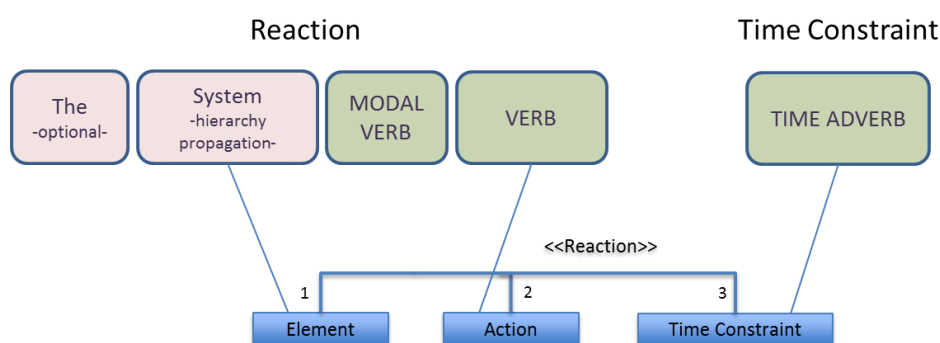 Reaction
Time Constraint
The
-optional-
System
-hierarchy
propagation-
MODAL
VERB
VERB
TIME ADVERB
<<Reaction>>
1
2
3
Element
Action
Time Constraint